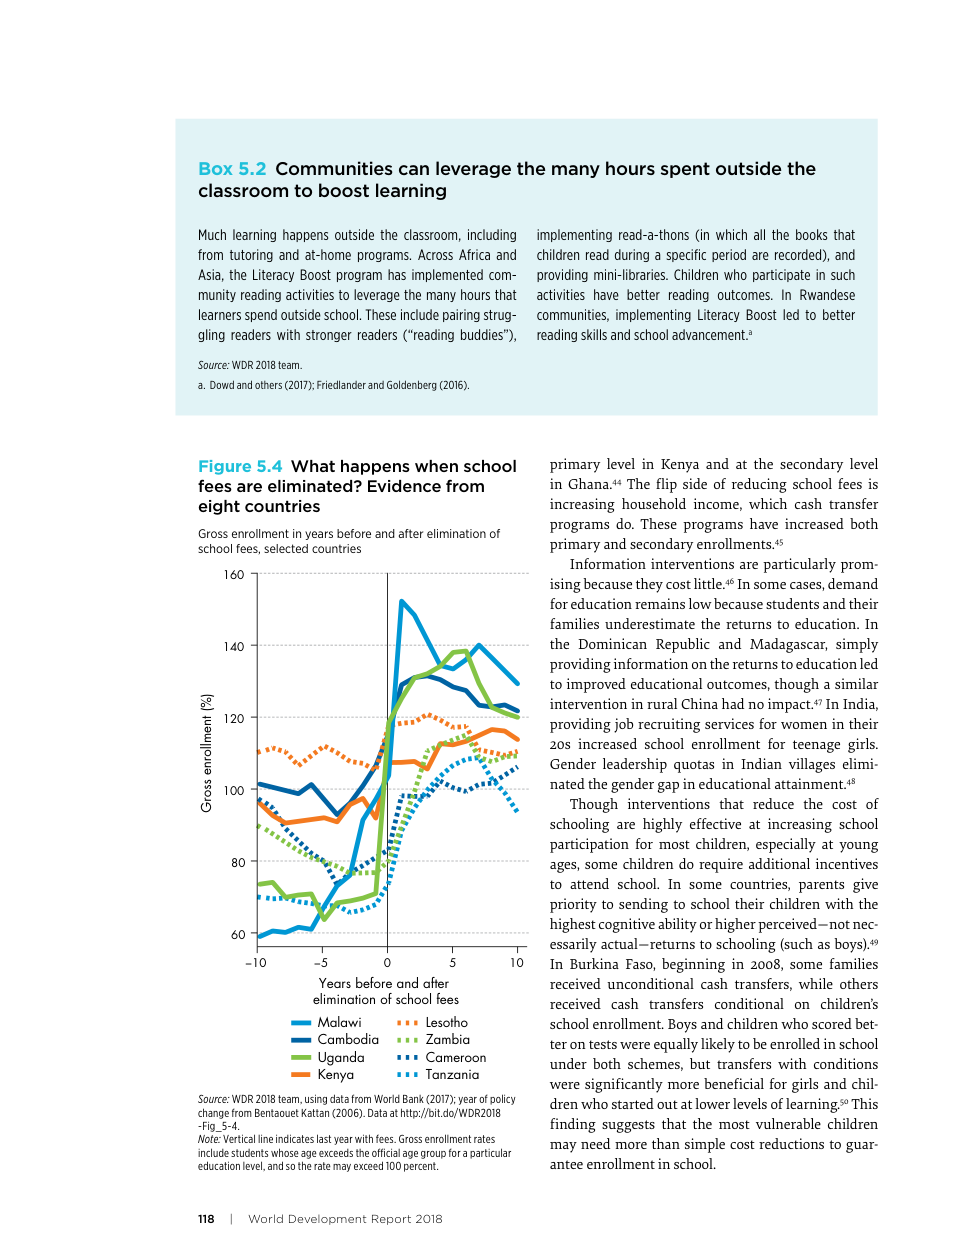 Box 5.2 Communities can leverage the many hours spent outside the
classroom to boost learning
Much learning happens outside the classroom, including
from tutoring and at-home programs. Across Africa and
Asia, the Literacy Boost program has implemented com-
munity reading activities to leverage the many hours that
learners spend outside school. These include pairing strug-
gling readers with stronger readers (“reading buddies”),
implementing read-a-thons (in which all the books that
children read during a specific period are recorded), and
providing mini-libraries. Children who participate in such
activities have better reading outcomes. In Rwandese
communities, implementing Literacy Boost led to better
reading skills and school advancement.a
Source: WDR 2018 team.
a. Dowd and others (2017); Friedlander and Goldenberg (2016).
Figure 5.4 What happens when school
fees are eliminated? Evidence from
eight countries
Gross enrollment in years before and after elimination of
school fees, selected countries
160
140
120
100
80
60
Gross enrollment (%)
–10
–5
0
5
10
Years before and after
elimination of school fees
Malawi
Cambodia
Uganda
Kenya
Lesotho
Zambia
Cameroon
Tanzania
Source: WDR 2018 team, using data from World Bank (2017); year of policy
change from Bentaouet Kattan (2006). Data at http://bit.do/WDR2018
-Fig_5-4.
Note: Vertical line indicates last year with fees. Gross enrollment rates
include students whose age exceeds the official age group for a particular
education level, and so the rate may exceed 100 percent.
primary level in Kenya and at the secondary level
in Ghana.44 The flip side of reducing school fees is
increasing household income, which cash transfer
programs do. These programs have increased both
primary and secondary enrollments.45
Information interventions are particularly prom-
ising because they cost little.46 In some cases, demand
for education remains low because students and their
families underestimate the returns to education. In
the Dominican Republic and Madagascar, simply
providing information on the returns to education led
to improved educational outcomes, though a similar
intervention in rural China had no impact.47 In India,
providing job recruiting services for women in their
20s increased school enrollment for teenage girls.
Gender leadership quotas in Indian villages elimi-
nated the gender gap in educational attainment.48
Though interventions that reduce the cost of
schooling are highly effective at increasing school
participation for most children, especially at young
ages, some children do require additional incentives
to attend school. In some countries, parents give
priority to sending to school their children with the
highest cognitive ability or higher perceived—not nec-
essarily actual—returns to schooling (such as boys).49
In Burkina Faso, beginning in 2008, some families
received unconditional cash transfers, while others
received cash transfers conditional on children’s
school enrollment. Boys and children who scored bet-
ter on tests were equally likely to be enrolled in school
under both schemes, but transfers with conditions
were significantly more beneficial for girls and chil-
dren who started out at lower levels of learning.50 This
finding suggests that the most vulnerable children
may need more than simple cost reductions to guar-
antee enrollment in school.
118 | World Development Report 2018